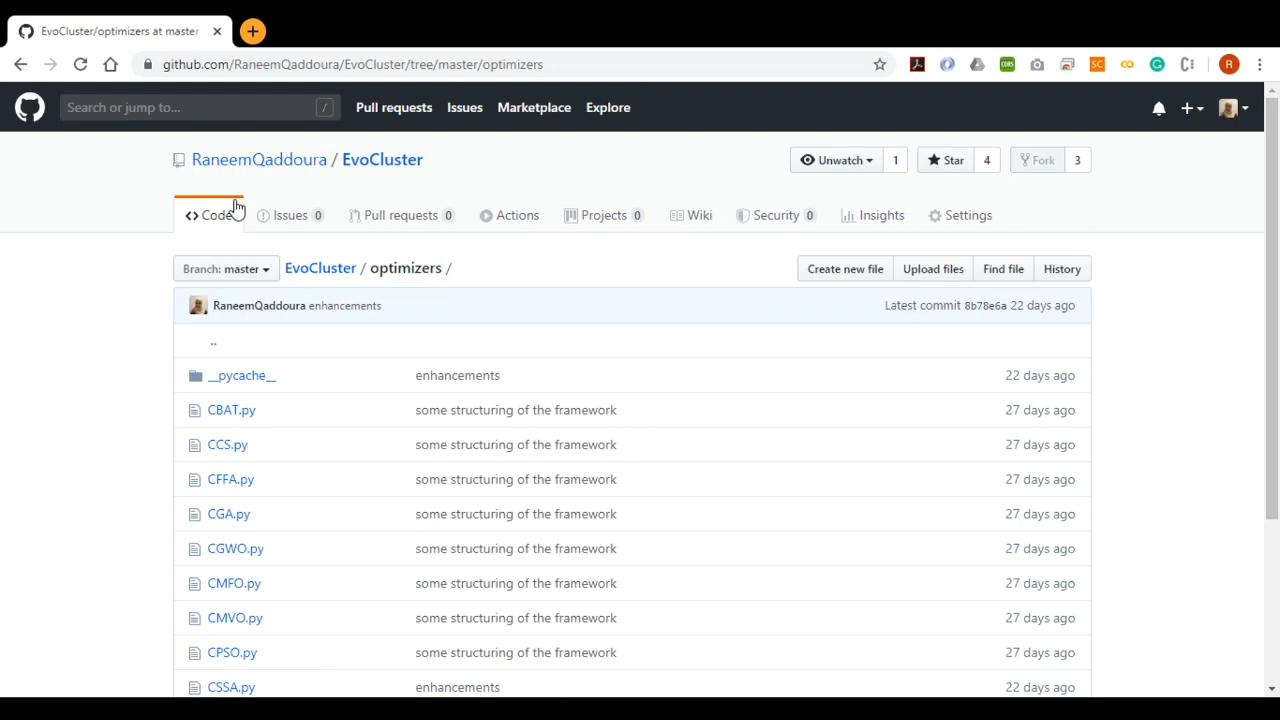 EvoCluster/optimizers at master
github.com/RaneemQaddoura/EvoCluster/tree/master/optimizers
CORS
SC
R
Search or jump to...
/
Pull requests
Issues
Marketplace
Explore
RaneemQaddoura / EvoCluster
Unwatch 1
Star 4
Fork 3
Code
Issues 0
Pull requests 0
Actions
Projects 0
Wiki
Security 0
Insights
Settings
Branch: master
EvoCluster / optimizers /
Create new file
Upload files
Find file
History
RaneemQaddoura enhancements
Latest commit 8b78e6a 22 days ago
..
__pycache__ enhancements 22 days ago
CBAT.py some structuring of the framework 27 days ago
CCS.py some structuring of the framework 27 days ago
CFFA.py some structuring of the framework 27 days ago
CGA.py some structuring of the framework 27 days ago
CGWO.py some structuring of the framework 27 days ago
CMFO.py some structuring of the framework 27 days ago
CMVO.py some structuring of the framework 27 days ago
CPSO.py some structuring of the framework 27 days ago
CSSA.py enhancements 22 days ago